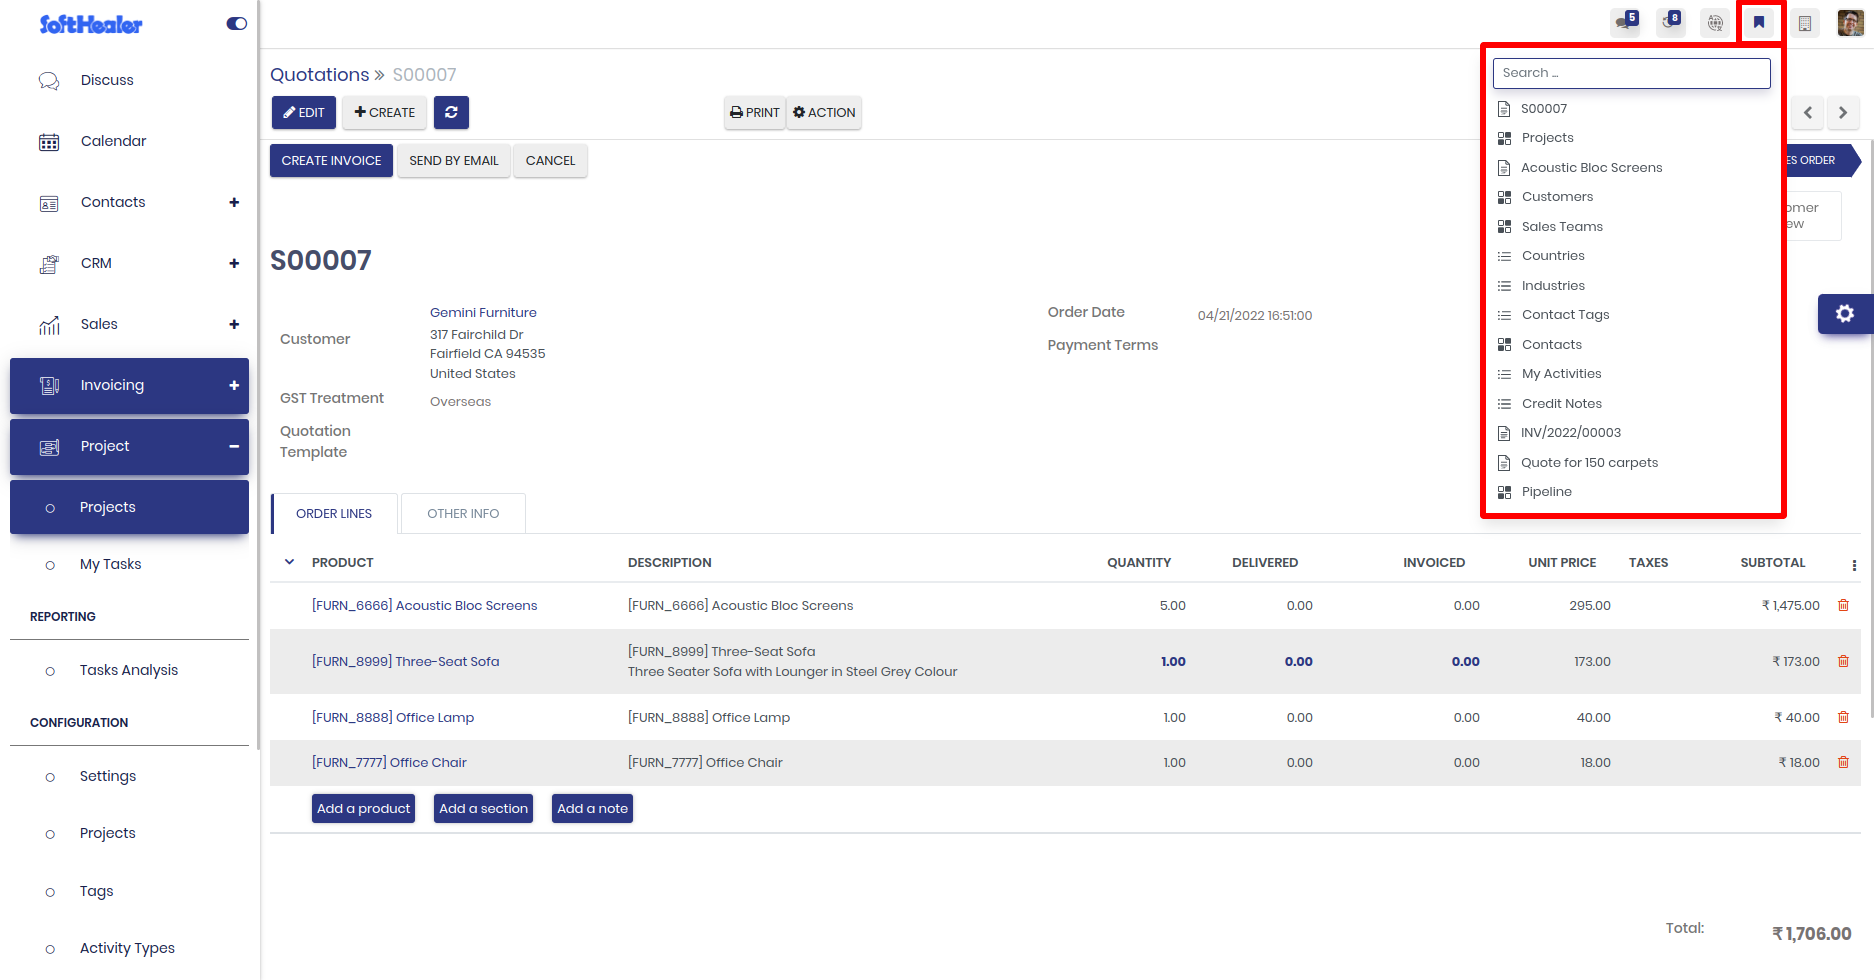 SoftHealer
5
8
Discuss
Calendar
Contacts
CRM
Sales
Invoicing
Project
Projects
My Tasks
REPORTING
Tasks Analysis
CONFIGURATION
Settings
Projects
Tags
Activity Types
Quotations » S00007
EDIT
CREATE
PRINT
ACTION
CREATE INVOICE
SEND BY EMAIL
CANCEL
ES ORDER
omer
ew
Search ...
S00007
Projects
Acoustic Bloc Screens
Customers
Sales Teams
Countries
Industries
Contact Tags
Contacts
My Activities
Credit Notes
INV/2022/00003
Quote for 150 carpets
Pipeline
S00007
Customer
Gemini Furniture
317 Fairchild Dr
Fairfield CA 94535
United States
GST Treatment
Overseas
Quotation
Template
Order Date
04/21/2022 16:51:00
Payment Terms
ORDER LINES
OTHER INFO
PRODUCT DESCRIPTION QUANTITY DELIVERED INVOICED UNIT PRICE TAXES SUBTOTAL
[FURN_6666] Acoustic Bloc Screens [FURN_6666] Acoustic Bloc Screens 5.00 0.00 0.00 295.00 ₹ 1,475.00
[FURN_8999] Three-Seat Sofa [FURN_8999] Three-Seat Sofa 1.00 0.00 0.00 173.00 ₹ 173.00
Three Seater Sofa with Lounger in Steel Grey Colour
[FURN_8888] Office Lamp [FURN_8888] Office Lamp 1.00 0.00 0.00 40.00 ₹ 40.00
[FURN_7777] Office Chair [FURN_7777] Office Chair 1.00 0.00 0.00 18.00 ₹ 18.00
Add a product
Add a section
Add a note
Total: ₹ 1,706.00